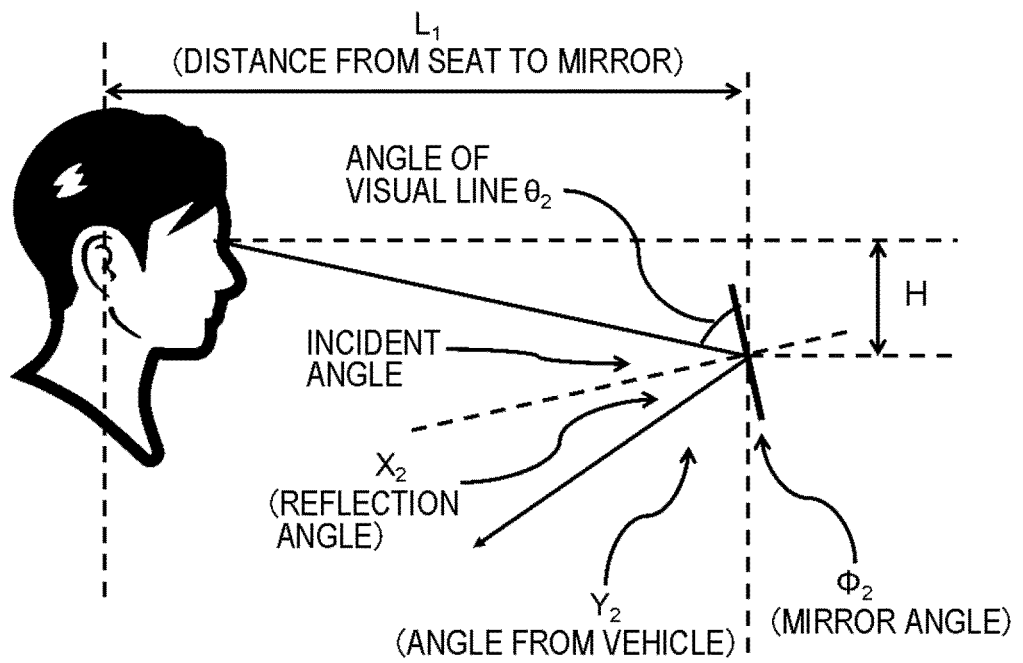 L1
(DISTANCE FROM SEAT TO MIRROR)
ANGLE OF
VISUAL LINE θ2
H
INCIDENT
ANGLE
X2
(REFLECTION
ANGLE)
Y2
(ANGLE FROM VEHICLE)
Φ2
(MIRROR ANGLE)